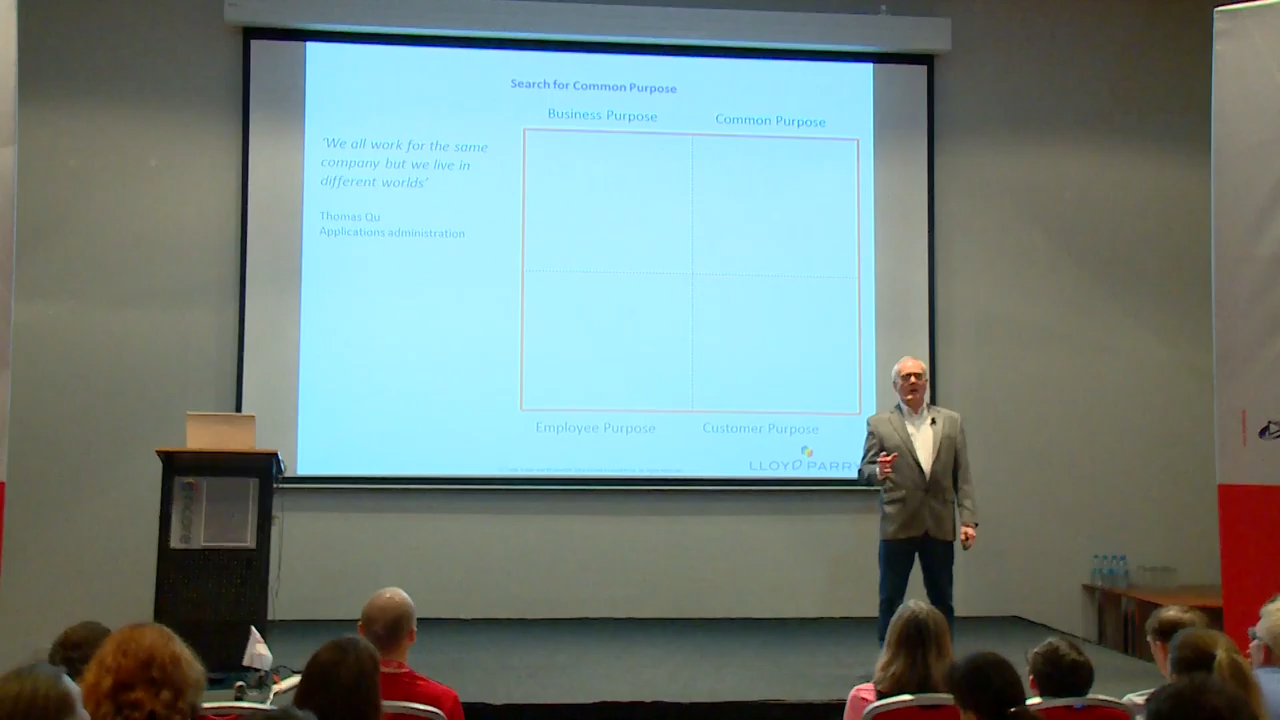 Search for Common Purpose
Business Purpose
Common Purpose
'We all work for the same
company but we live in
different worlds'
Thomas Qu
Applications administration
Employee Purpose
Customer Purpose
LLOYD PARRY
encore